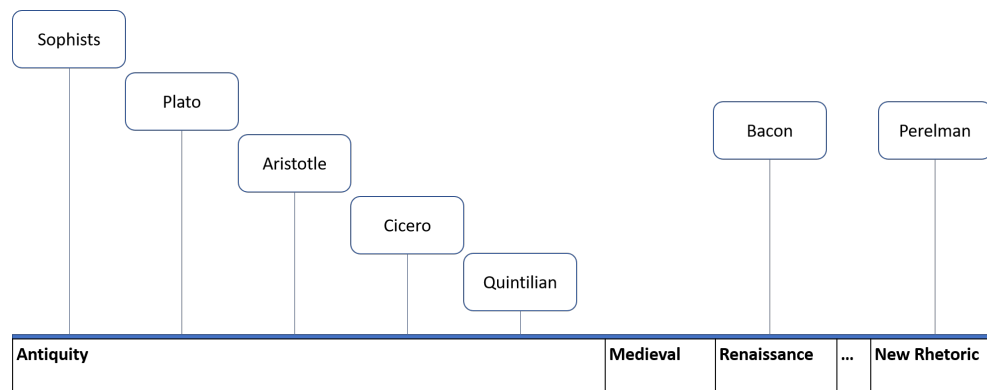 Sophists
Plato
Aristotle
Cicero
Quintilian
Bacon
Perelman
Antiquity
Medieval
Renaissance
...
New Rhetoric